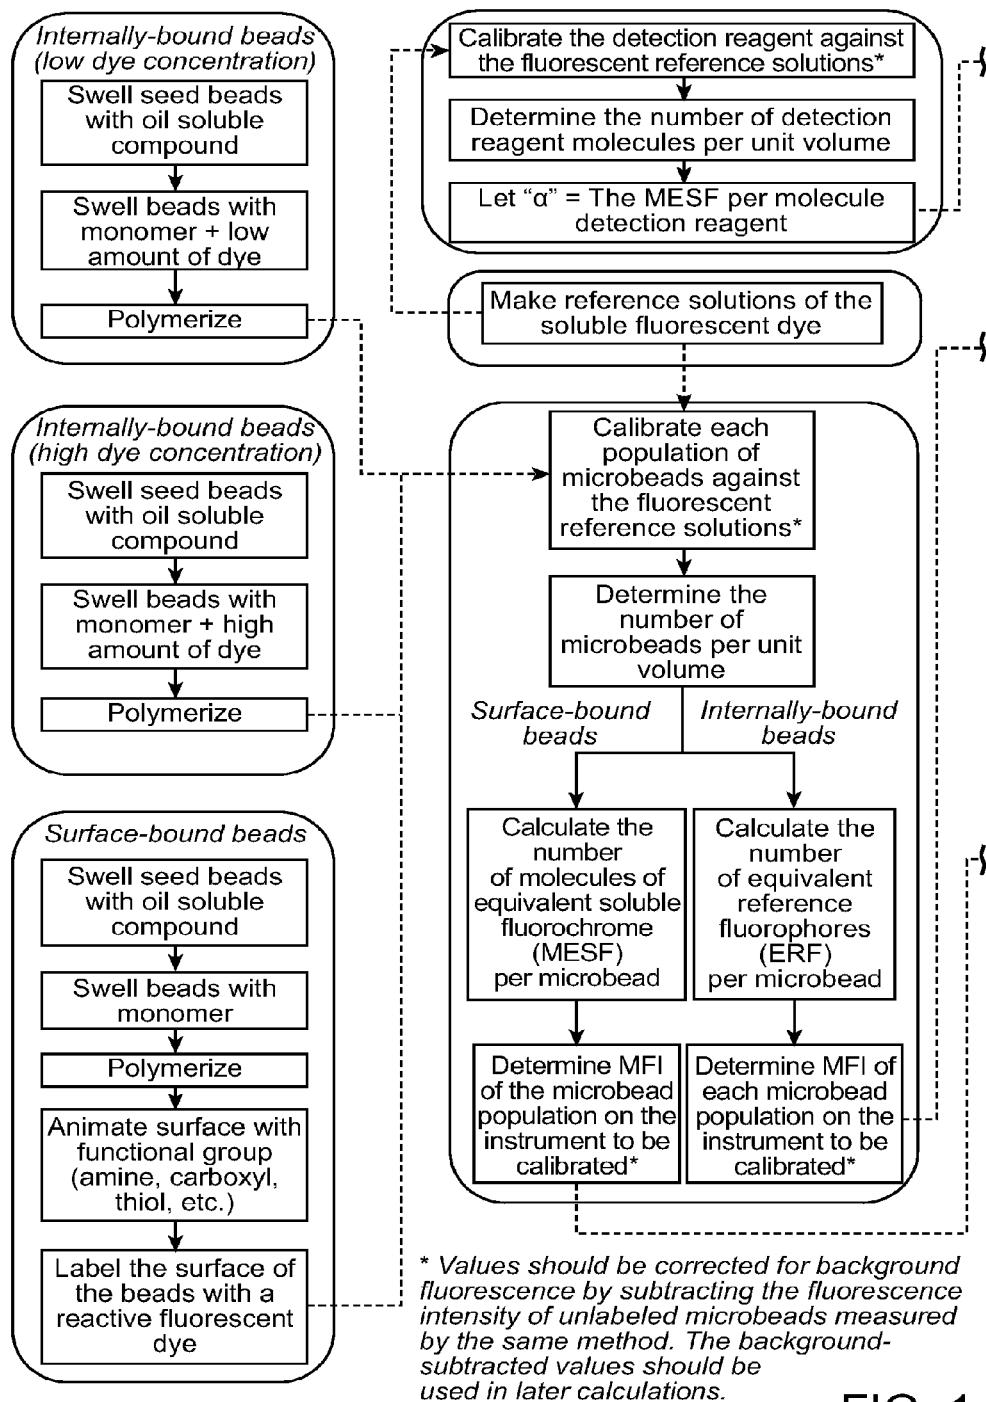 Internally-bound beads
(low dye concentration)
Swell seed beads
with oil soluble
compound
Swell beads with
monomer + low
amount of dye
Polymerize
Internally-bound beads
(high dye concentration)
Swell seed beads
with oil soluble
compound
Swell beads with
monomer + high
amount of dye
Polymerize
Surface-bound beads
Swell seed beads
with oil soluble
compound
Swell beads with
monomer
Polymerize
Animate surface with
functional group
(amine, carboxyl,
thiol, etc.)
Label the surface of
the beads with a
reactive fluorescent
dye
Calibrate the detection reagent against
the fluorescent reference solutions*
Determine the number of detection
reagent molecules per unit volume
Let “α” = The MESF per molecule
detection reagent
Make reference solutions of the
soluble fluorescent dye
Calibrate each
population of
microbeads against
the fluorescent
reference solutions*
Determine the
number of
microbeads per unit
volume
Surface-bound
beads
Internally-bound
beads
Calculate the
number
of molecules of
equivalent soluble
fluorochrome
(MESF)
per microbead
Calculate the
number
of equivalent
reference
fluorophores
(ERF)
per microbead
Determine MFI
of the microbead
population on the
instrument to be
calibrated*
Determine MFI of
each microbead
population on the
instrument to be
calibrated*
* Values should be corrected for background
fluorescence by subtracting the fluorescence
intensity of unlabeled microbeads measured
by the same method. The background-
subtracted values should be
used in later calculations.
FIG. 1